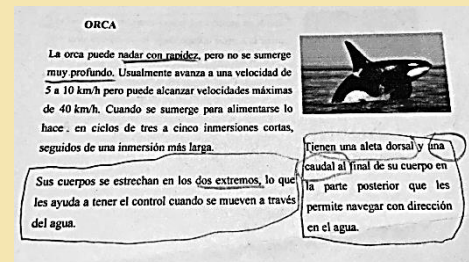 ORCA
La orca puede nadar con rapidez, pero no se sumerge
muy profundo. Usualmente avanza a una velocidad de
5 a 10 km/h pero puede alcanzar velocidades máximas
de 40 km/h. Cuando se sumerge para alimentarse lo
hace . en ciclos de tres a cinco inmersiones cortas,
seguidos de una inmersión más larga.
Sus cuerpos se estrechan en los dos extremos, lo que
les ayuda a tener el control cuando se mueven a través
del agua.
Tienen una aleta dorsal y una
caudal al final de su cuerpo en
la parte posterior que les
permite navegar con dirección
en el agua.